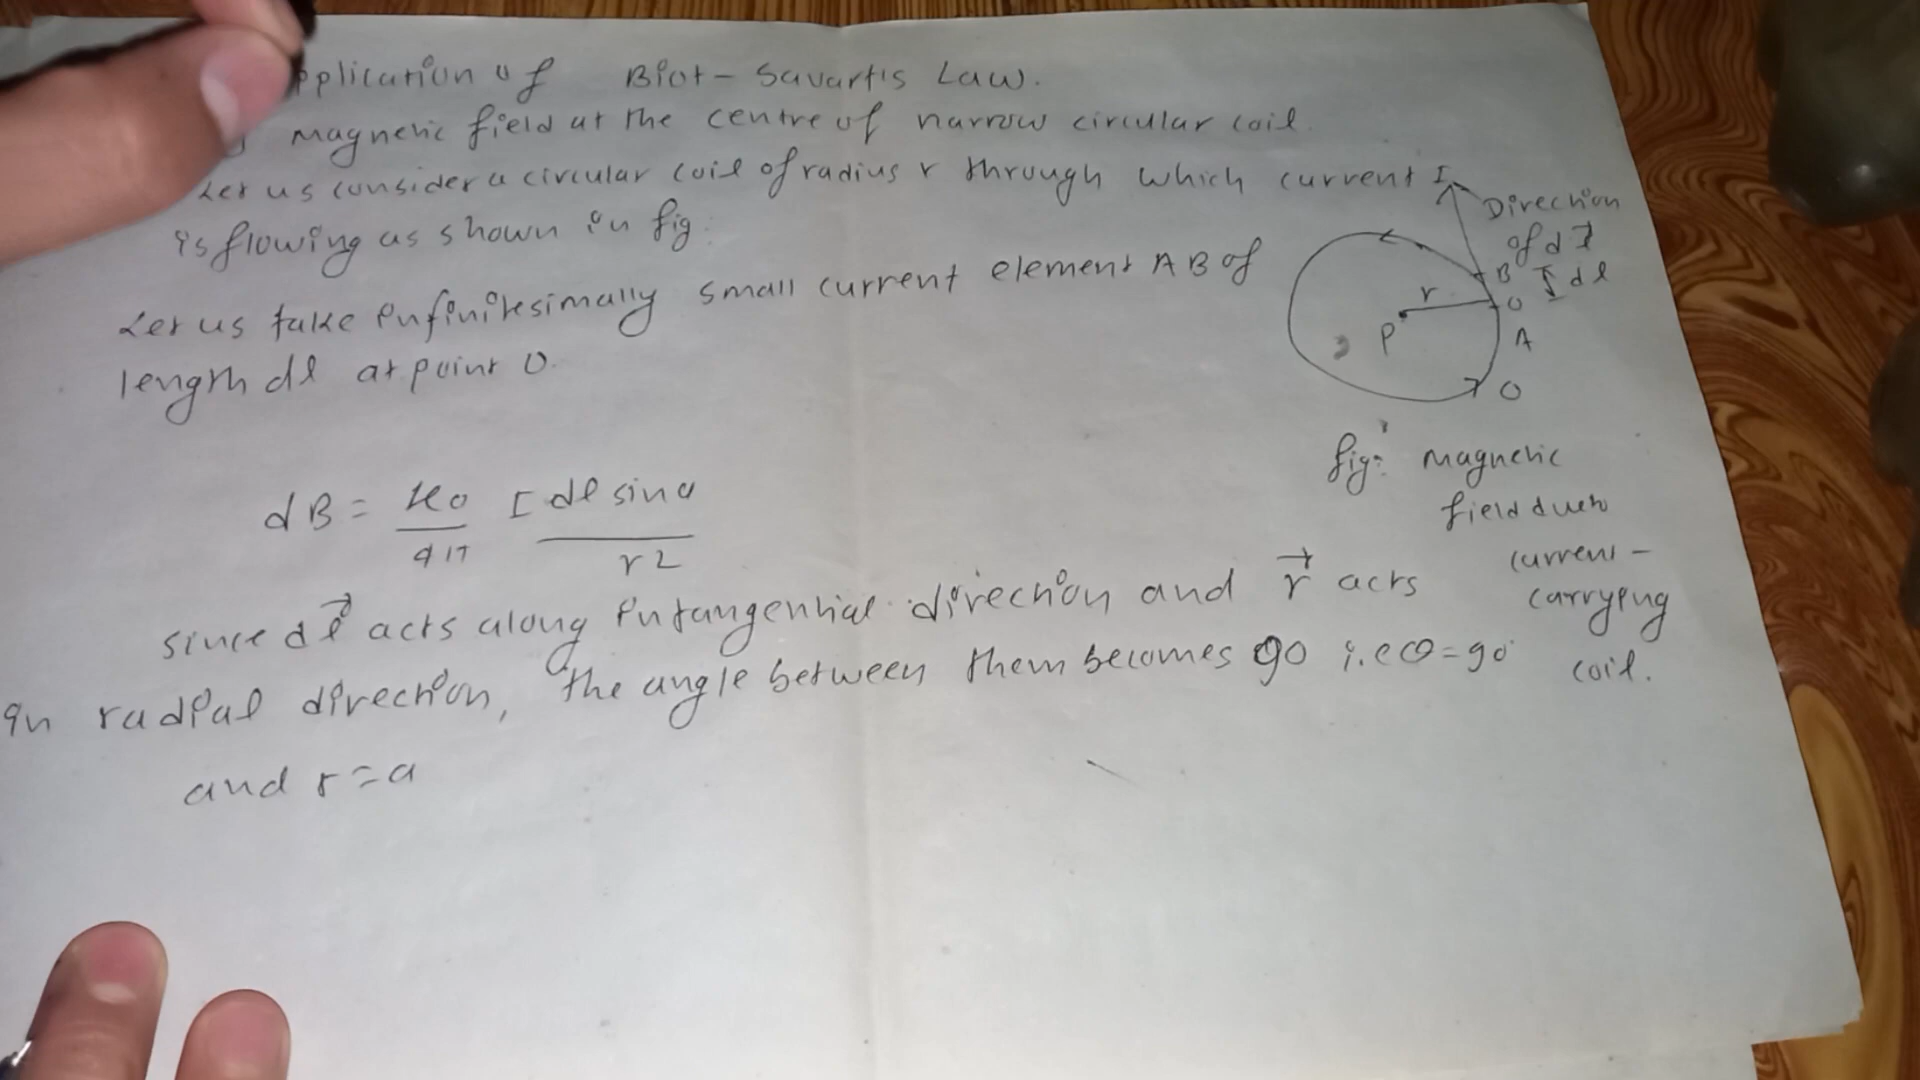 pplication of Biot - Savart's Law.
magnetic field at the centre of narrow circular coil.
Let us consider a circular coil of radius r through which current I
is flowing as shown in fig.
Let us take infinitesimally small current element AB of
length dl at point O.
Direction
of dl⃗
B
I dl
r
O
P
A
O
fig: magnetic
field due to
current -
carrying
coil.
dB = μ0/4π I dl sin α/r2
since dl⃗ acts along in tangential direction and r⃗ acts
in radial direction, the angle between them becomes 90 i.e Θ=90°
and r = a